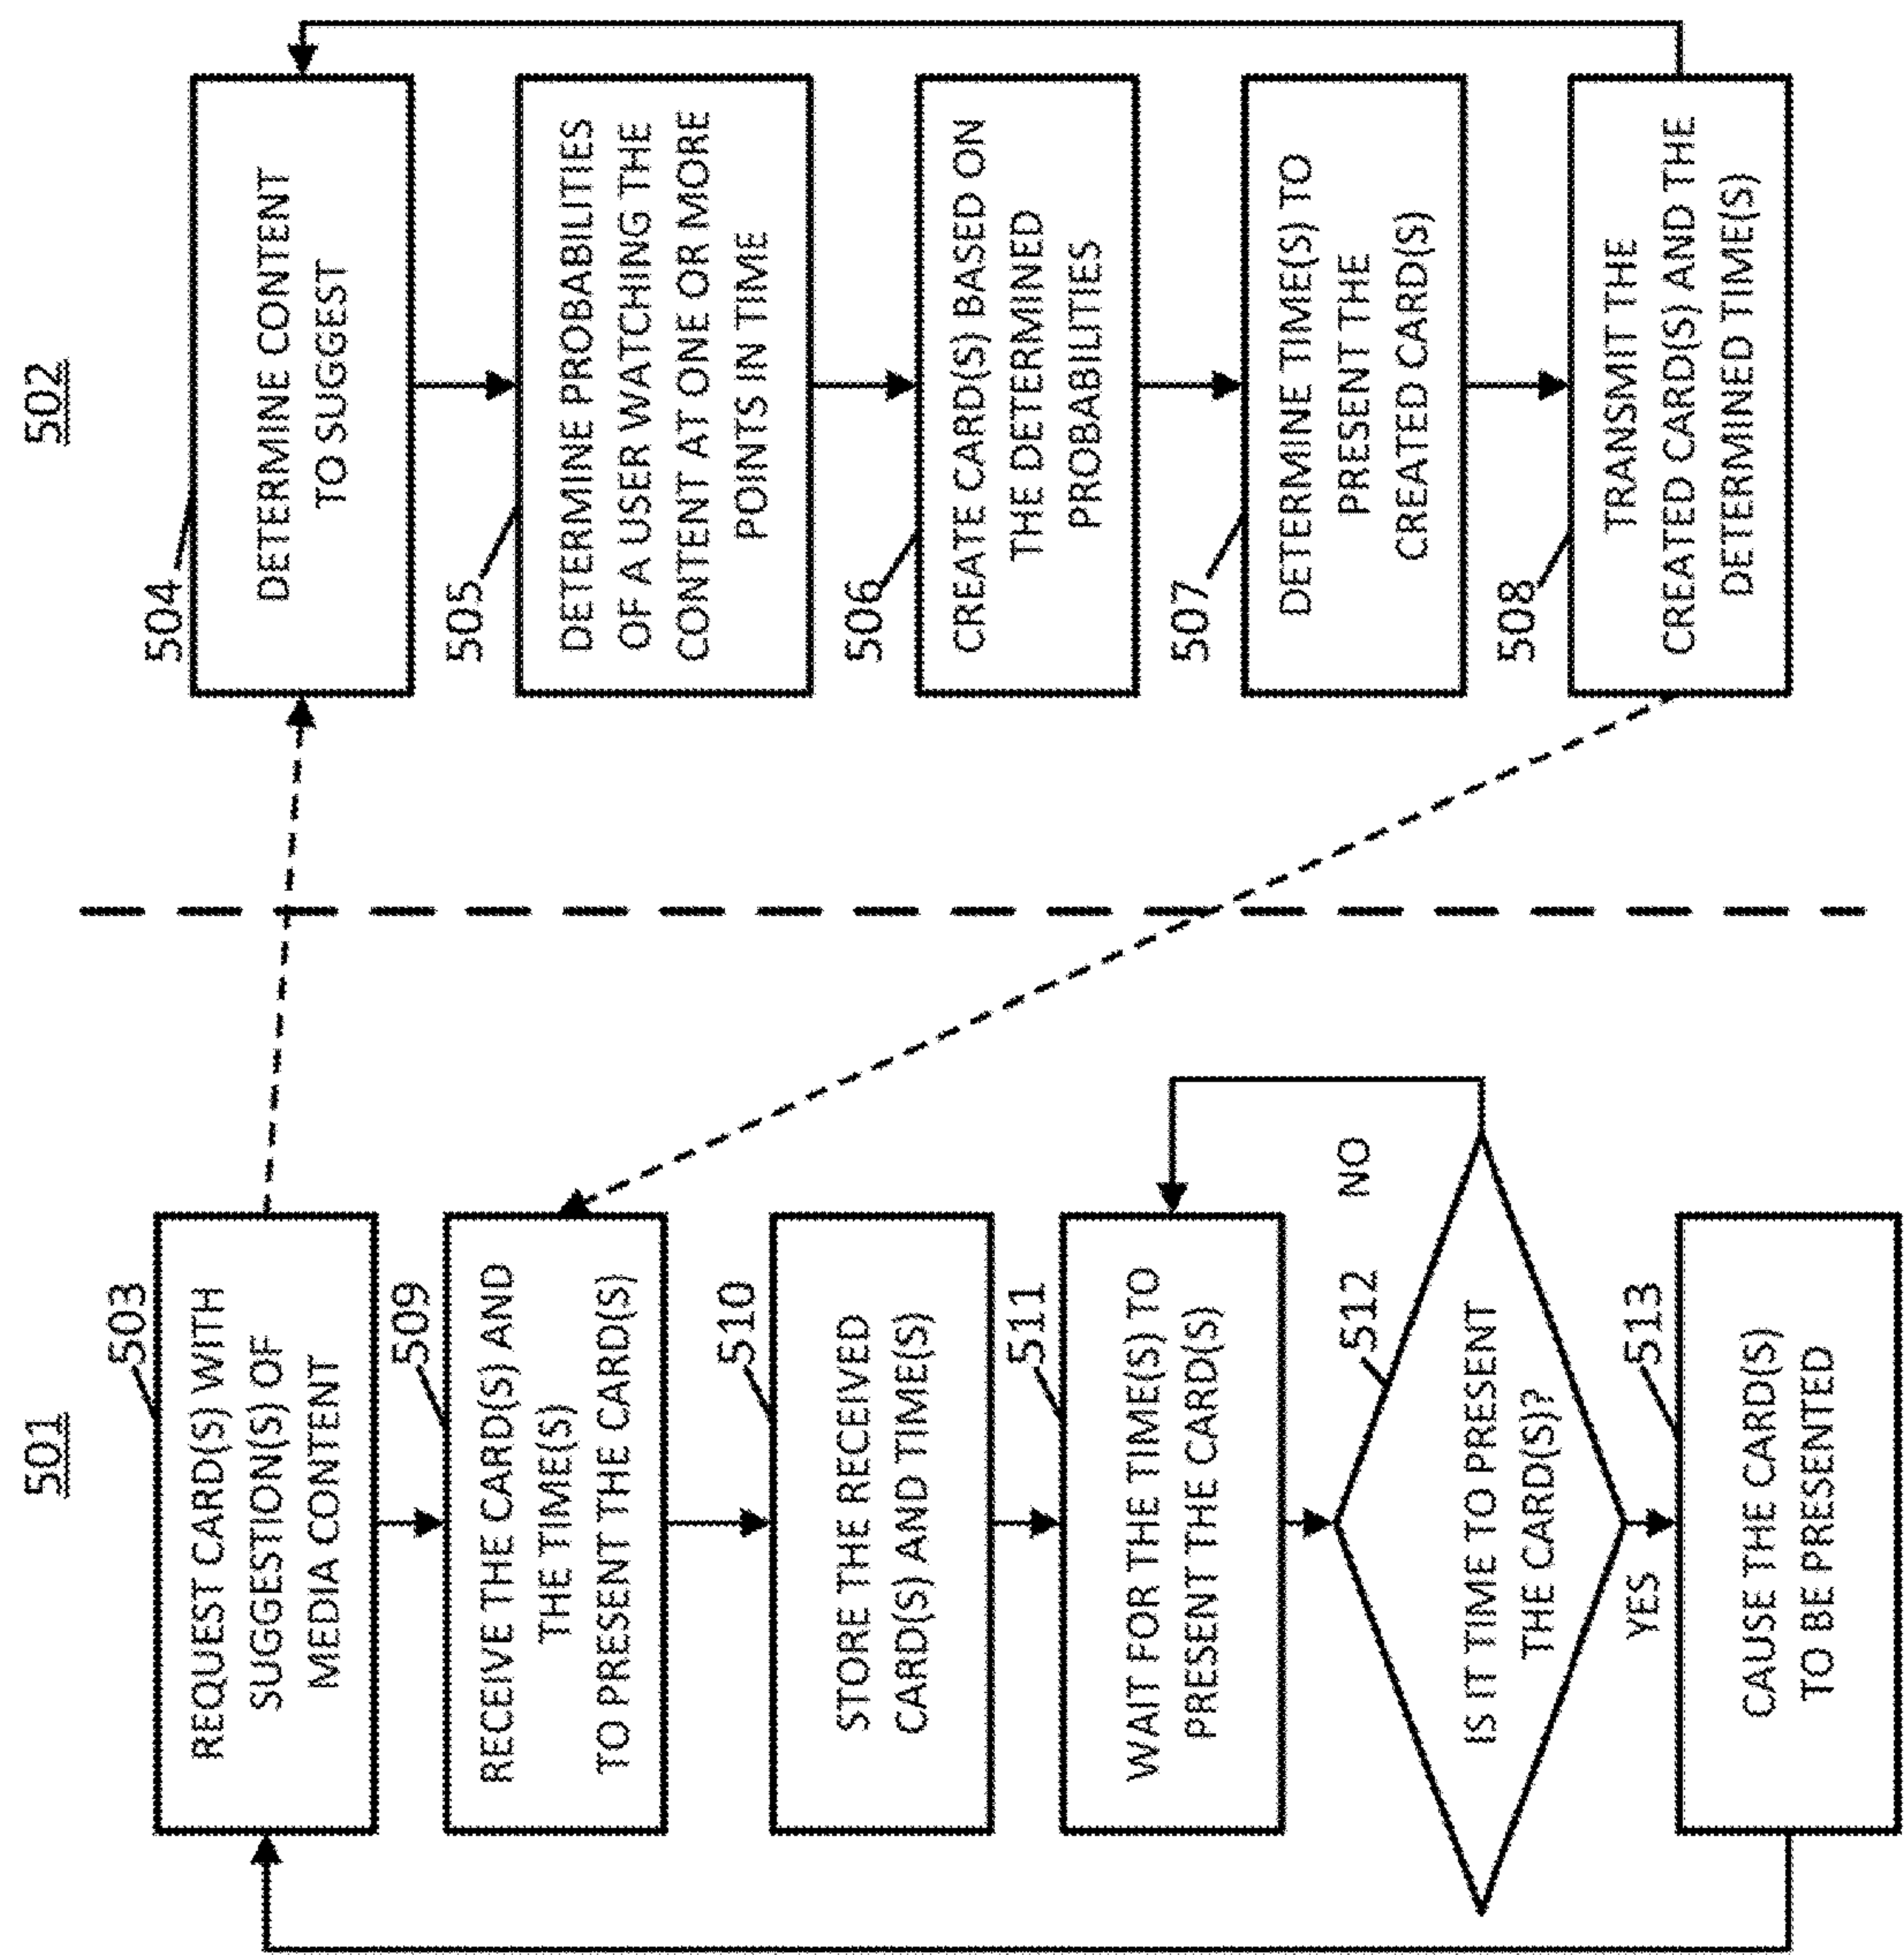 501
503
REQUEST CARD(S) WITH
SUGGESTION(S) OF
MEDIA CONTENT
509
RECEIVE THE CARD(S) AND
THE TIME(S)
TO PRESENT THE CARD(S)
510
STORE THE RECEIVED
CARD(S) AND TIME(S)
511
WAIT FOR THE TIME(S) TO
PRESENT THE CARD(S)
512
IS IT TIME TO PRESENT
THE CARD(S)?
NO
YES
513
CAUSE THE CARD(S)
TO BE PRESENTED
502
504
DETERMINE CONTENT
TO SUGGEST
505
DETERMINE PROBABILITIES
OF A USER WATCHING THE
CONTENT AT ONE OR MORE
POINTS IN TIME
506
CREATE CARD(S) BASED ON
THE DETERMINED
PROBABILITIES
507
DETERMINE TIME(S) TO
PRESENT THE
CREATED CARD(S)
508
TRANSMIT THE
CREATED CARD(S) AND THE
DETERMINED TIME(S)